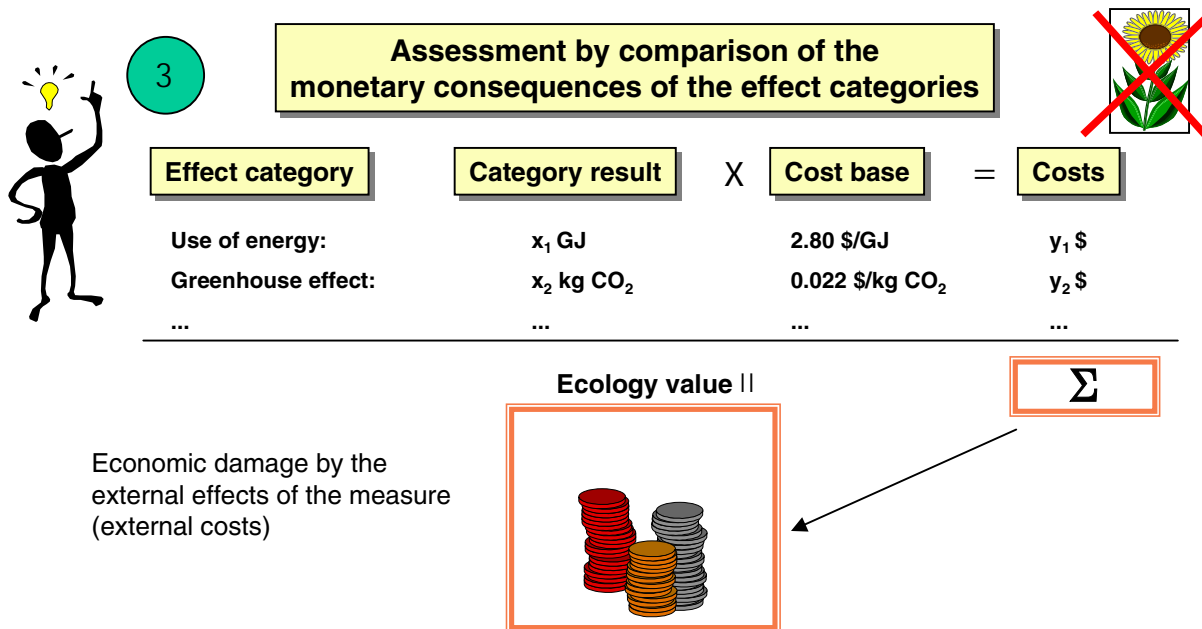 3
Assessment by comparison of the
monetary consequences of the effect categories
Effect category Category result X Cost base = Costs
Use of energy: x₁ GJ 2.80 $/GJ y₁ $
Greenhouse effect: x₂ kg CO₂ 0.022 $/kg CO₂ y₂ $
... ... ... ...
Ecology value II
Σ
Economic damage by the
external effects of the measure
(external costs)